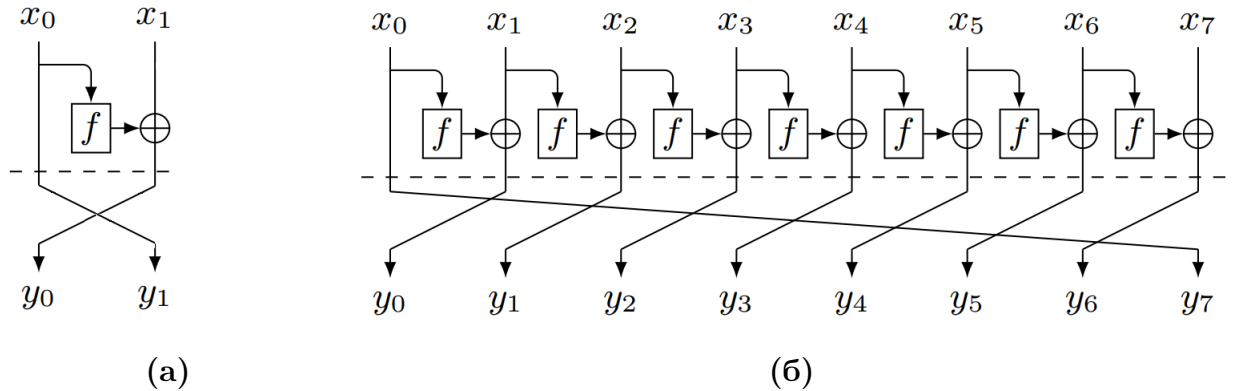 x₀ x₁ x₀ x₁ x₂ x₃ x₄ x₅ x₆ x₇
f f f f f f f f
y₀ y₁ y₀ y₁ y₂ y₃ y₄ y₅ y₆ y₇
(а) (б)